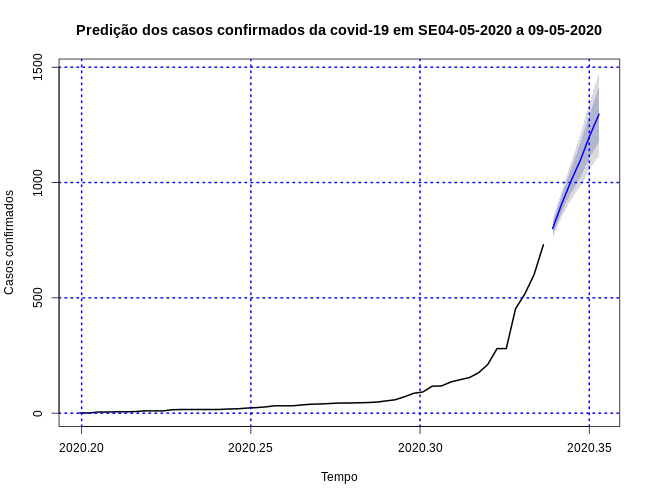 Predição dos casos confirmados da covid-19 em SE04-05-2020 a 09-05-2020
Casos confirmados
1500
1000
500
0
2020.20 2020.25 2020.30 2020.35
Tempo